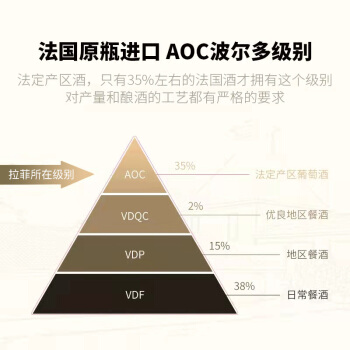 法国原瓶进口 AOC波尔多级别
法定产区酒，只有35%左右的法国酒才拥有这个级别
对产量和酿酒的工艺都有严格的要求
35%
拉菲所在级别
AOC
法定产区葡萄酒
2%
VDQC
优良地区餐酒
15%
VDP
地区餐酒
38%
VDF
日常餐酒